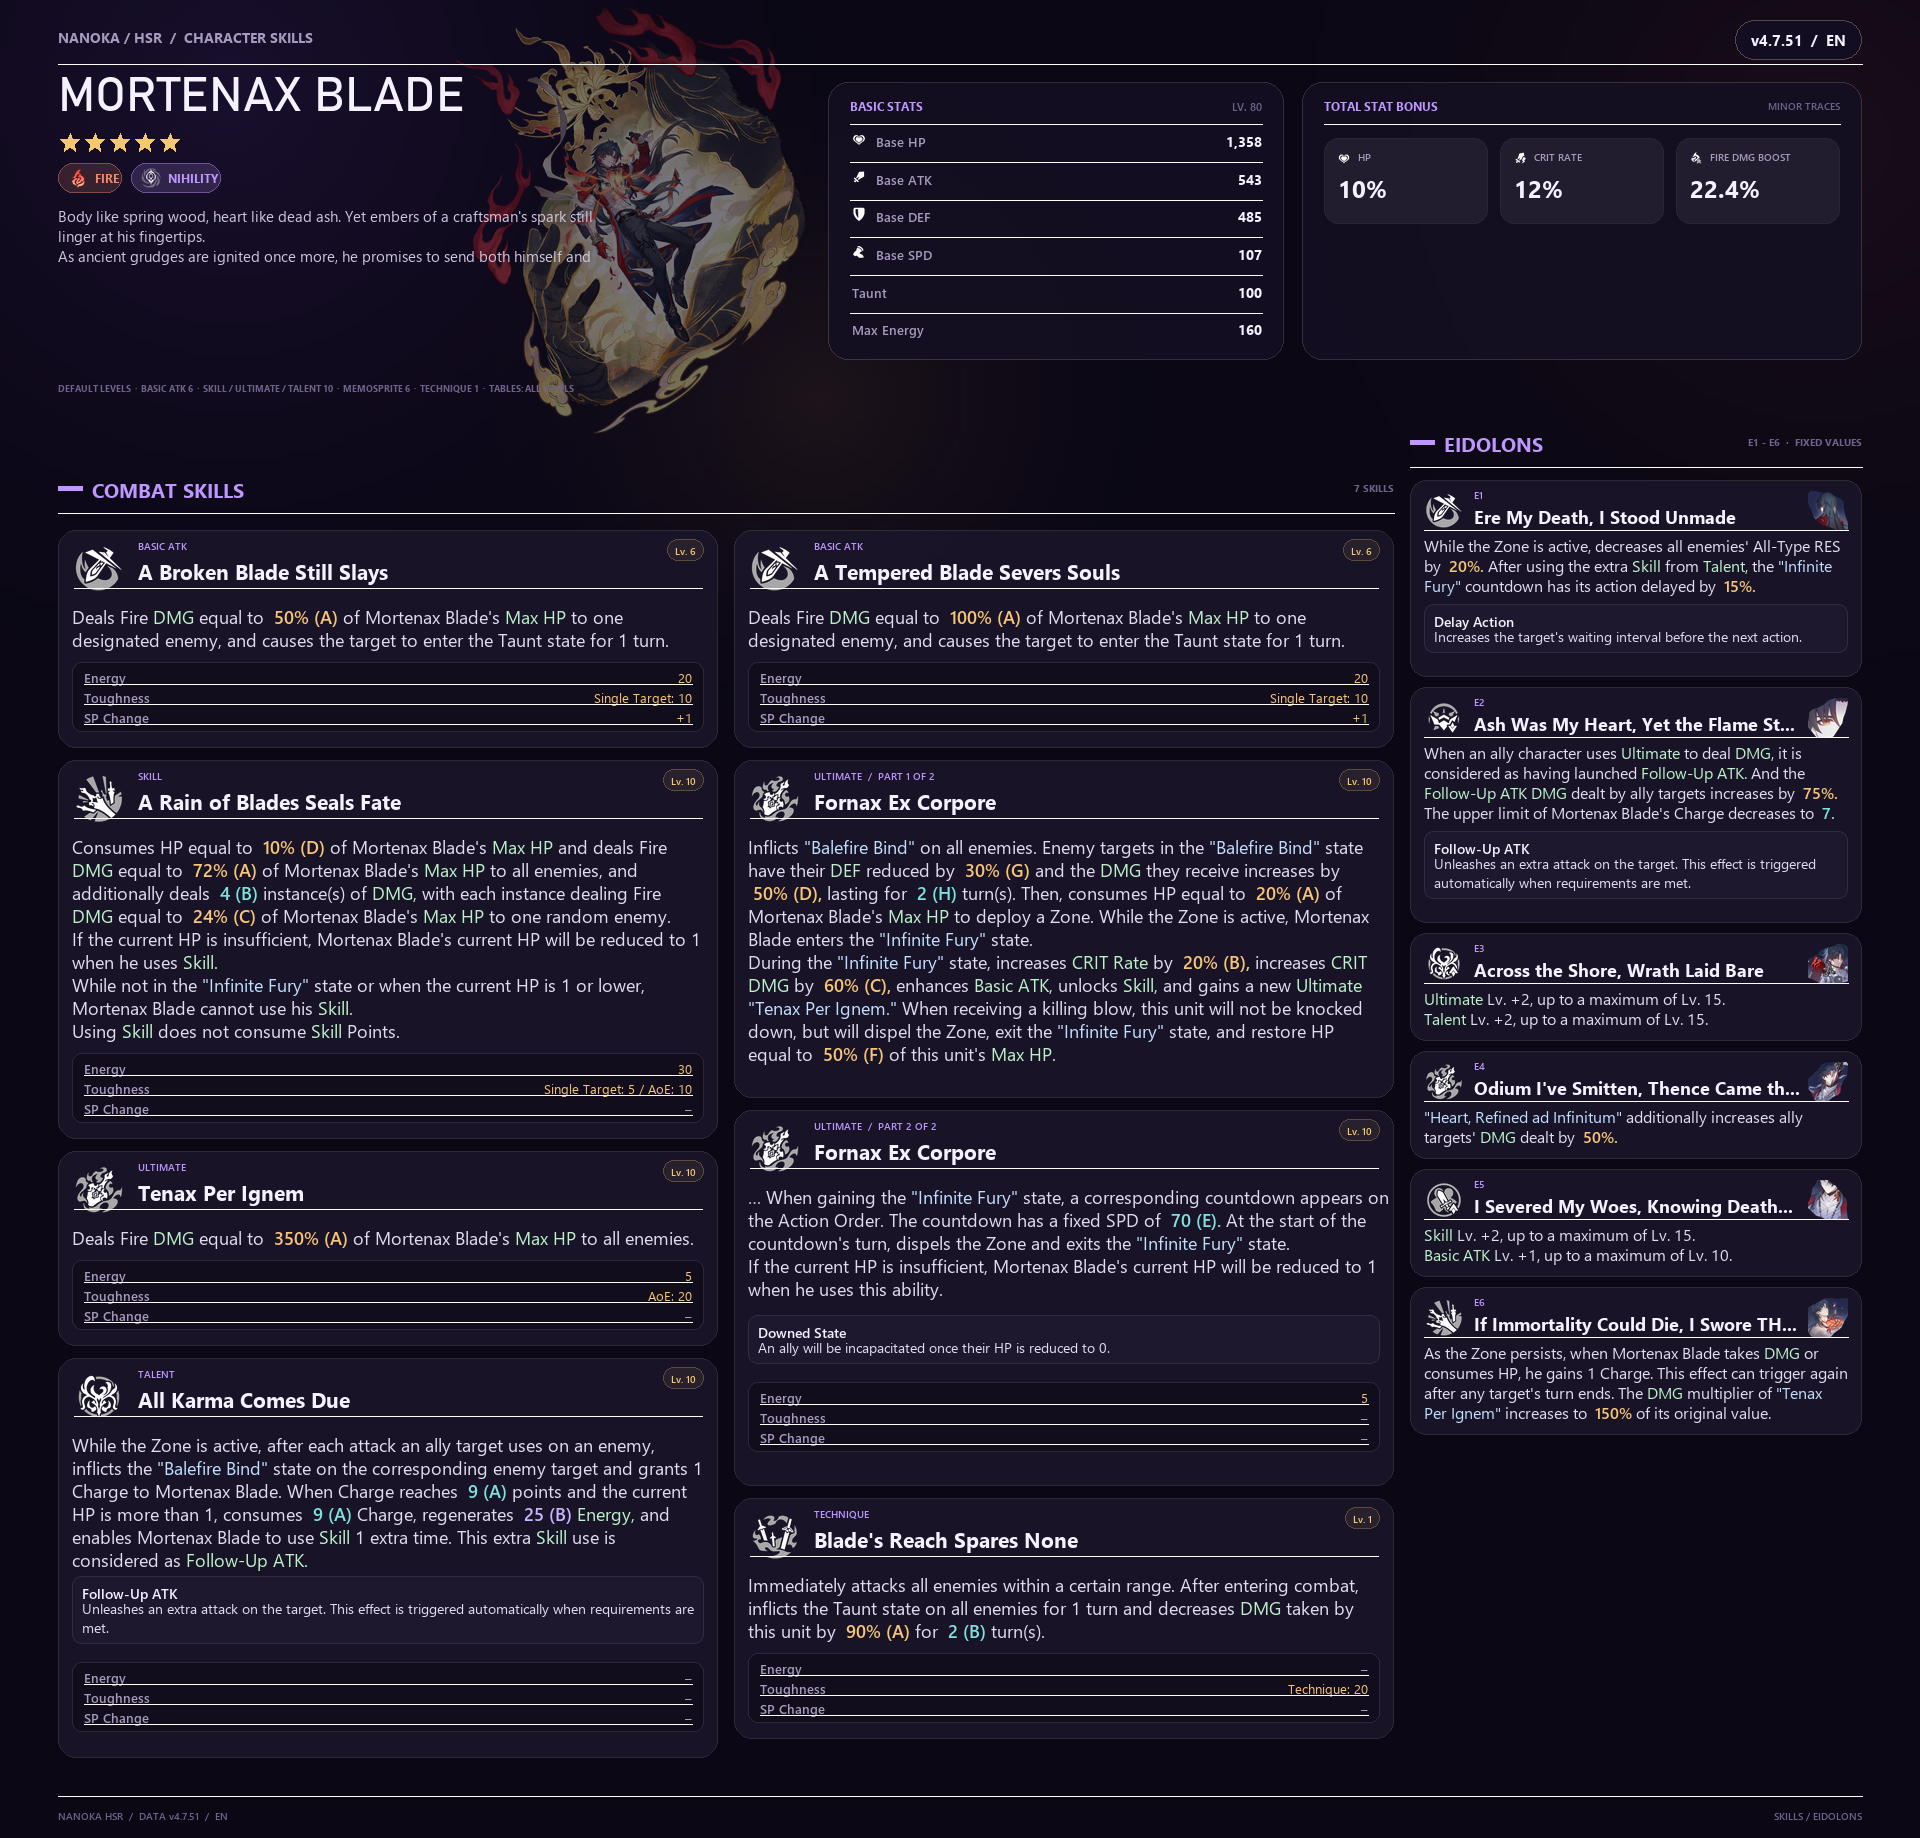 NANOKA / HSR / CHARACTER SKILLS
v4.7.51 / EN
MORTENAX BLADE
FIRE
NIHILITY
Body like spring wood, heart like dead ash. Yet embers of a craftsman's spark still
linger at his fingertips.
As ancient grudges are ignited once more, he promises to send both himself and
DEFAULT LEVELS · BASIC ATK 6 · SKILL / ULTIMATE / TALENT 10 · MEMOSPRITE 6 · TECHNIQUE 1 · TABLES: ALL LEVELS
BASIC STATS
LV. 80
Base HP 1,358
Base ATK 543
Base DEF 485
Base SPD 107
Taunt 100
Max Energy 160
TOTAL STAT BONUS
MINOR TRACES
HP
10%
CRIT RATE
12%
FIRE DMG BOOST
22.4%
COMBAT SKILLS
7 SKILLS
BASIC ATK
Lv. 6
A Broken Blade Still Slays
Deals Fire DMG equal to 50% (A) of Mortenax Blade's Max HP to one
designated enemy, and causes the target to enter the Taunt state for 1 turn.
Energy 20
Toughness Single Target: 10
SP Change +1
BASIC ATK
Lv. 6
A Tempered Blade Severs Souls
Deals Fire DMG equal to 100% (A) of Mortenax Blade's Max HP to one
designated enemy, and causes the target to enter the Taunt state for 1 turn.
Energy 20
Toughness Single Target: 10
SP Change +1
SKILL
Lv. 10
A Rain of Blades Seals Fate
Consumes HP equal to 10% (D) of Mortenax Blade's Max HP and deals Fire
DMG equal to 72% (A) of Mortenax Blade's Max HP to all enemies, and
additionally deals 4 (B) instance(s) of DMG, with each instance dealing Fire
DMG equal to 24% (C) of Mortenax Blade's Max HP to one random enemy.
If the current HP is insufficient, Mortenax Blade's current HP will be reduced to 1
when he uses Skill.
While not in the "Infinite Fury" state or when the current HP is 1 or lower,
Mortenax Blade cannot use his Skill.
Using Skill does not consume Skill Points.
Energy 30
Toughness Single Target: 5 / AoE: 10
SP Change –
ULTIMATE / PART 1 OF 2
Lv. 10
Fornax Ex Corpore
Inflicts "Balefire Bind" on all enemies. Enemy targets in the "Balefire Bind" state
have their DEF reduced by 30% (G) and the DMG they receive increases by
50% (D), lasting for 2 (H) turn(s). Then, consumes HP equal to 20% (A) of
Mortenax Blade's Max HP to deploy a Zone. While the Zone is active, Mortenax
Blade enters the "Infinite Fury" state.
During the "Infinite Fury" state, increases CRIT Rate by 20% (B), increases CRIT
DMG by 60% (C), enhances Basic ATK, unlocks Skill, and gains a new Ultimate
"Tenax Per Ignem." When receiving a killing blow, this unit will not be knocked
down, but will dispel the Zone, exit the "Infinite Fury" state, and restore HP
equal to 50% (F) of this unit's Max HP.
ULTIMATE
Lv. 10
Tenax Per Ignem
Deals Fire DMG equal to 350% (A) of Mortenax Blade's Max HP to all enemies.
Energy 5
Toughness AoE: 20
SP Change –
ULTIMATE / PART 2 OF 2
Lv. 10
Fornax Ex Corpore
... When gaining the "Infinite Fury" state, a corresponding countdown appears on
the Action Order. The countdown has a fixed SPD of 70 (E). At the start of the
countdown's turn, dispels the Zone and exits the "Infinite Fury" state.
If the current HP is insufficient, Mortenax Blade's current HP will be reduced to 1
when he uses this ability.
Downed State
An ally will be incapacitated once their HP is reduced to 0.
Energy 5
Toughness –
SP Change –
TALENT
Lv. 10
All Karma Comes Due
While the Zone is active, after each attack an ally target uses on an enemy,
inflicts the "Balefire Bind" state on the corresponding enemy target and grants 1
Charge to Mortenax Blade. When Charge reaches 9 (A) points and the current
HP is more than 1, consumes 9 (A) Charge, regenerates 25 (B) Energy, and
enables Mortenax Blade to use Skill 1 extra time. This extra Skill use is
considered as Follow-Up ATK.
Follow-Up ATK
Unleashes an extra attack on the target. This effect is triggered automatically when requirements are
met.
Energy –
Toughness –
SP Change –
TECHNIQUE
Lv. 1
Blade's Reach Spares None
Immediately attacks all enemies within a certain range. After entering combat,
inflicts the Taunt state on all enemies for 1 turn and decreases DMG taken by
this unit by 90% (A) for 2 (B) turn(s).
Energy –
Toughness Technique: 20
SP Change –
EIDOLONS
E1 - E6 · FIXED VALUES
E1
Ere My Death, I Stood Unmade
While the Zone is active, decreases all enemies' All-Type RES
by 20%. After using the extra Skill from Talent, the "Infinite
Fury" countdown has its action delayed by 15%.
Delay Action
Increases the target's waiting interval before the next action.
E2
Ash Was My Heart, Yet the Flame St...
When an ally character uses Ultimate to deal DMG, it is
considered as having launched Follow-Up ATK. And the
Follow-Up ATK DMG dealt by ally targets increases by 75%.
The upper limit of Mortenax Blade's Charge decreases to 7.
Follow-Up ATK
Unleashes an extra attack on the target. This effect is triggered
automatically when requirements are met.
E3
Across the Shore, Wrath Laid Bare
Ultimate Lv. +2, up to a maximum of Lv. 15.
Talent Lv. +2, up to a maximum of Lv. 15.
E4
Odium I've Smitten, Thence Came th...
"Heart, Refined ad Infinitum" additionally increases ally
targets' DMG dealt by 50%.
E5
I Severed My Woes, Knowing Death...
Skill Lv. +2, up to a maximum of Lv. 15.
Basic ATK Lv. +1, up to a maximum of Lv. 10.
E6
If Immortality Could Die, I Swore TH...
As the Zone persists, when Mortenax Blade takes DMG or
consumes HP, he gains 1 Charge. This effect can trigger again
after any target's turn ends. The DMG multiplier of "Tenax
Per Ignem" increases to 150% of its original value.
NANOKA HSR / DATA v4.7.51 / EN
SKILLS / EIDOLONS